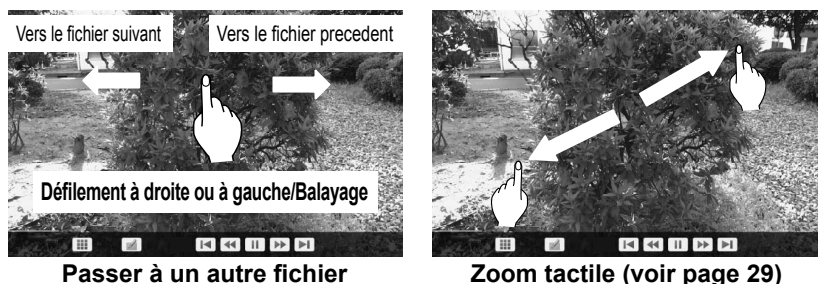 Vers le fichier suivant
Vers le fichier precedent
Défilement à droite ou à gauche/Balayage
Passer à un autre fichier
Zoom tactile (voir page 29)